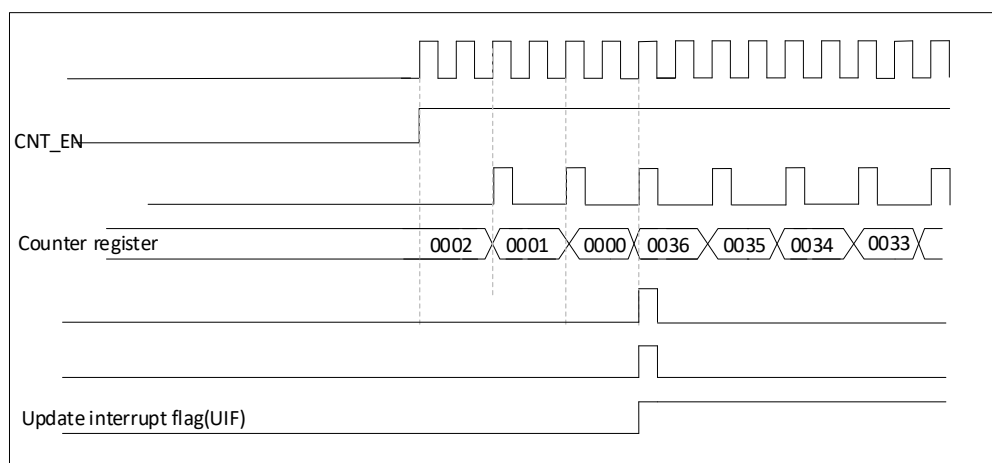 CNT_EN
Counter register 0002 0001 0000 0036 0035 0034 0033
Update interrupt flag(UIF)